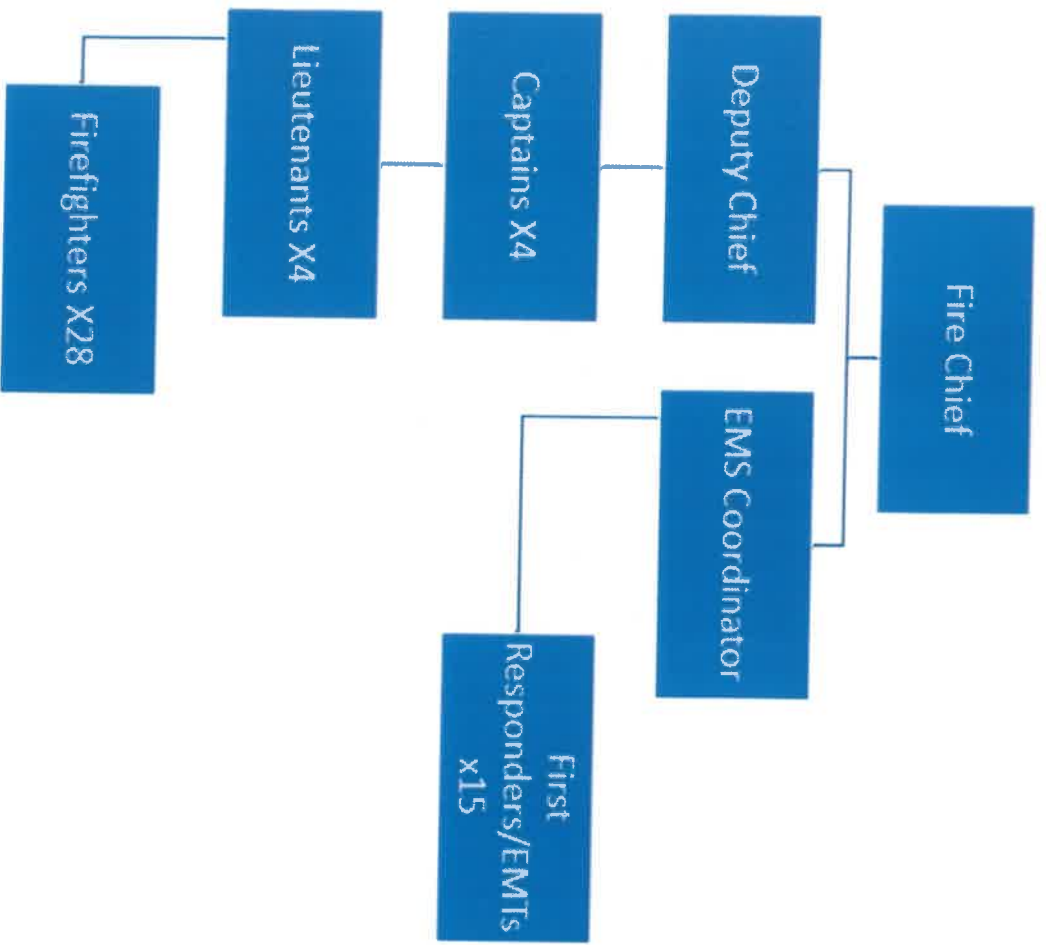 Fire Chief
Deputy Chief
EMS Coordinator
Captains X4
First
Responders/EMTs
x15
Lieutenants X4
Firefighters X28